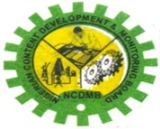 NIGERIAN CONTENT DEVELOPMENT & MONITORING BOARD
NCDMB